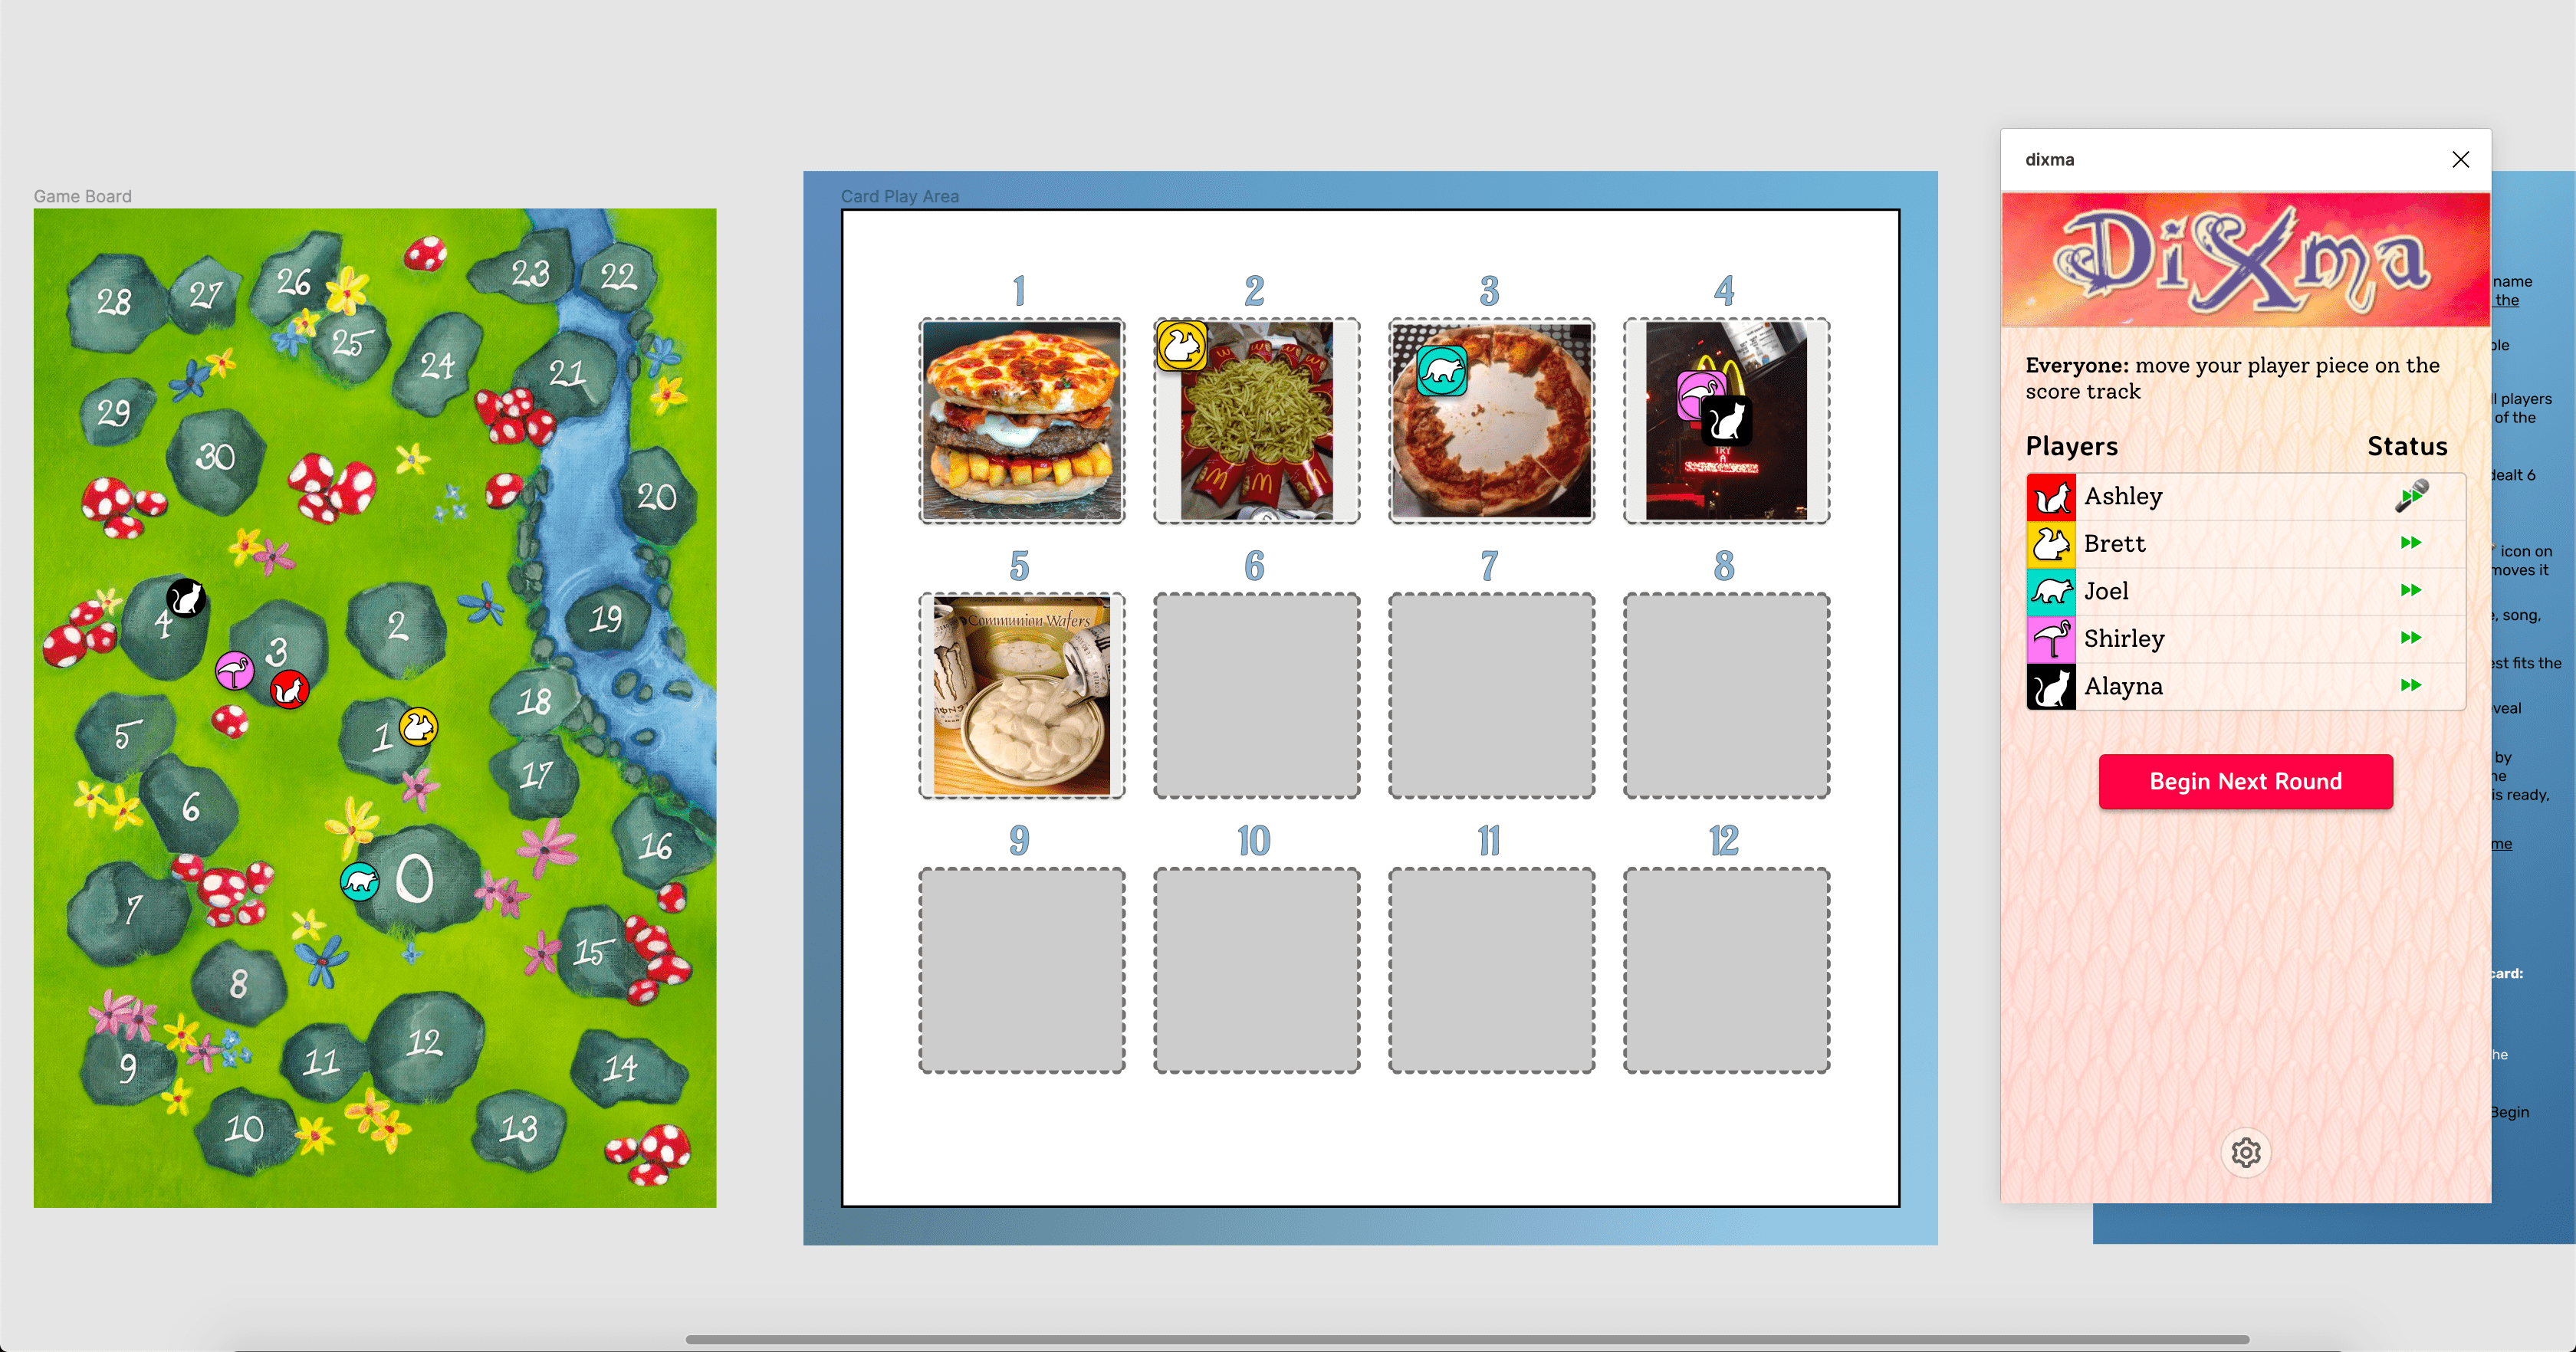 Game Board
28
27
26
23
22
25
24
21
29
30
20
4
3
2
19
5
1
18
17
6
0
16
7
15
8
9
11
12
14
10
13
Card Play Area
1
2
3
4
TRY
A
5
6
7
8
Communion Wafers
9
10
11
12
dixma
DiXma
Everyone: move your player piece on the
score track
Players
Status
Ashley
Brett
Joel
Shirley
Alayna
Begin Next Round
name
the
ll players
of the
dealt 6
icon on
moves it
song,
est fits the
veal
by
is ready,
me
card:
Begin